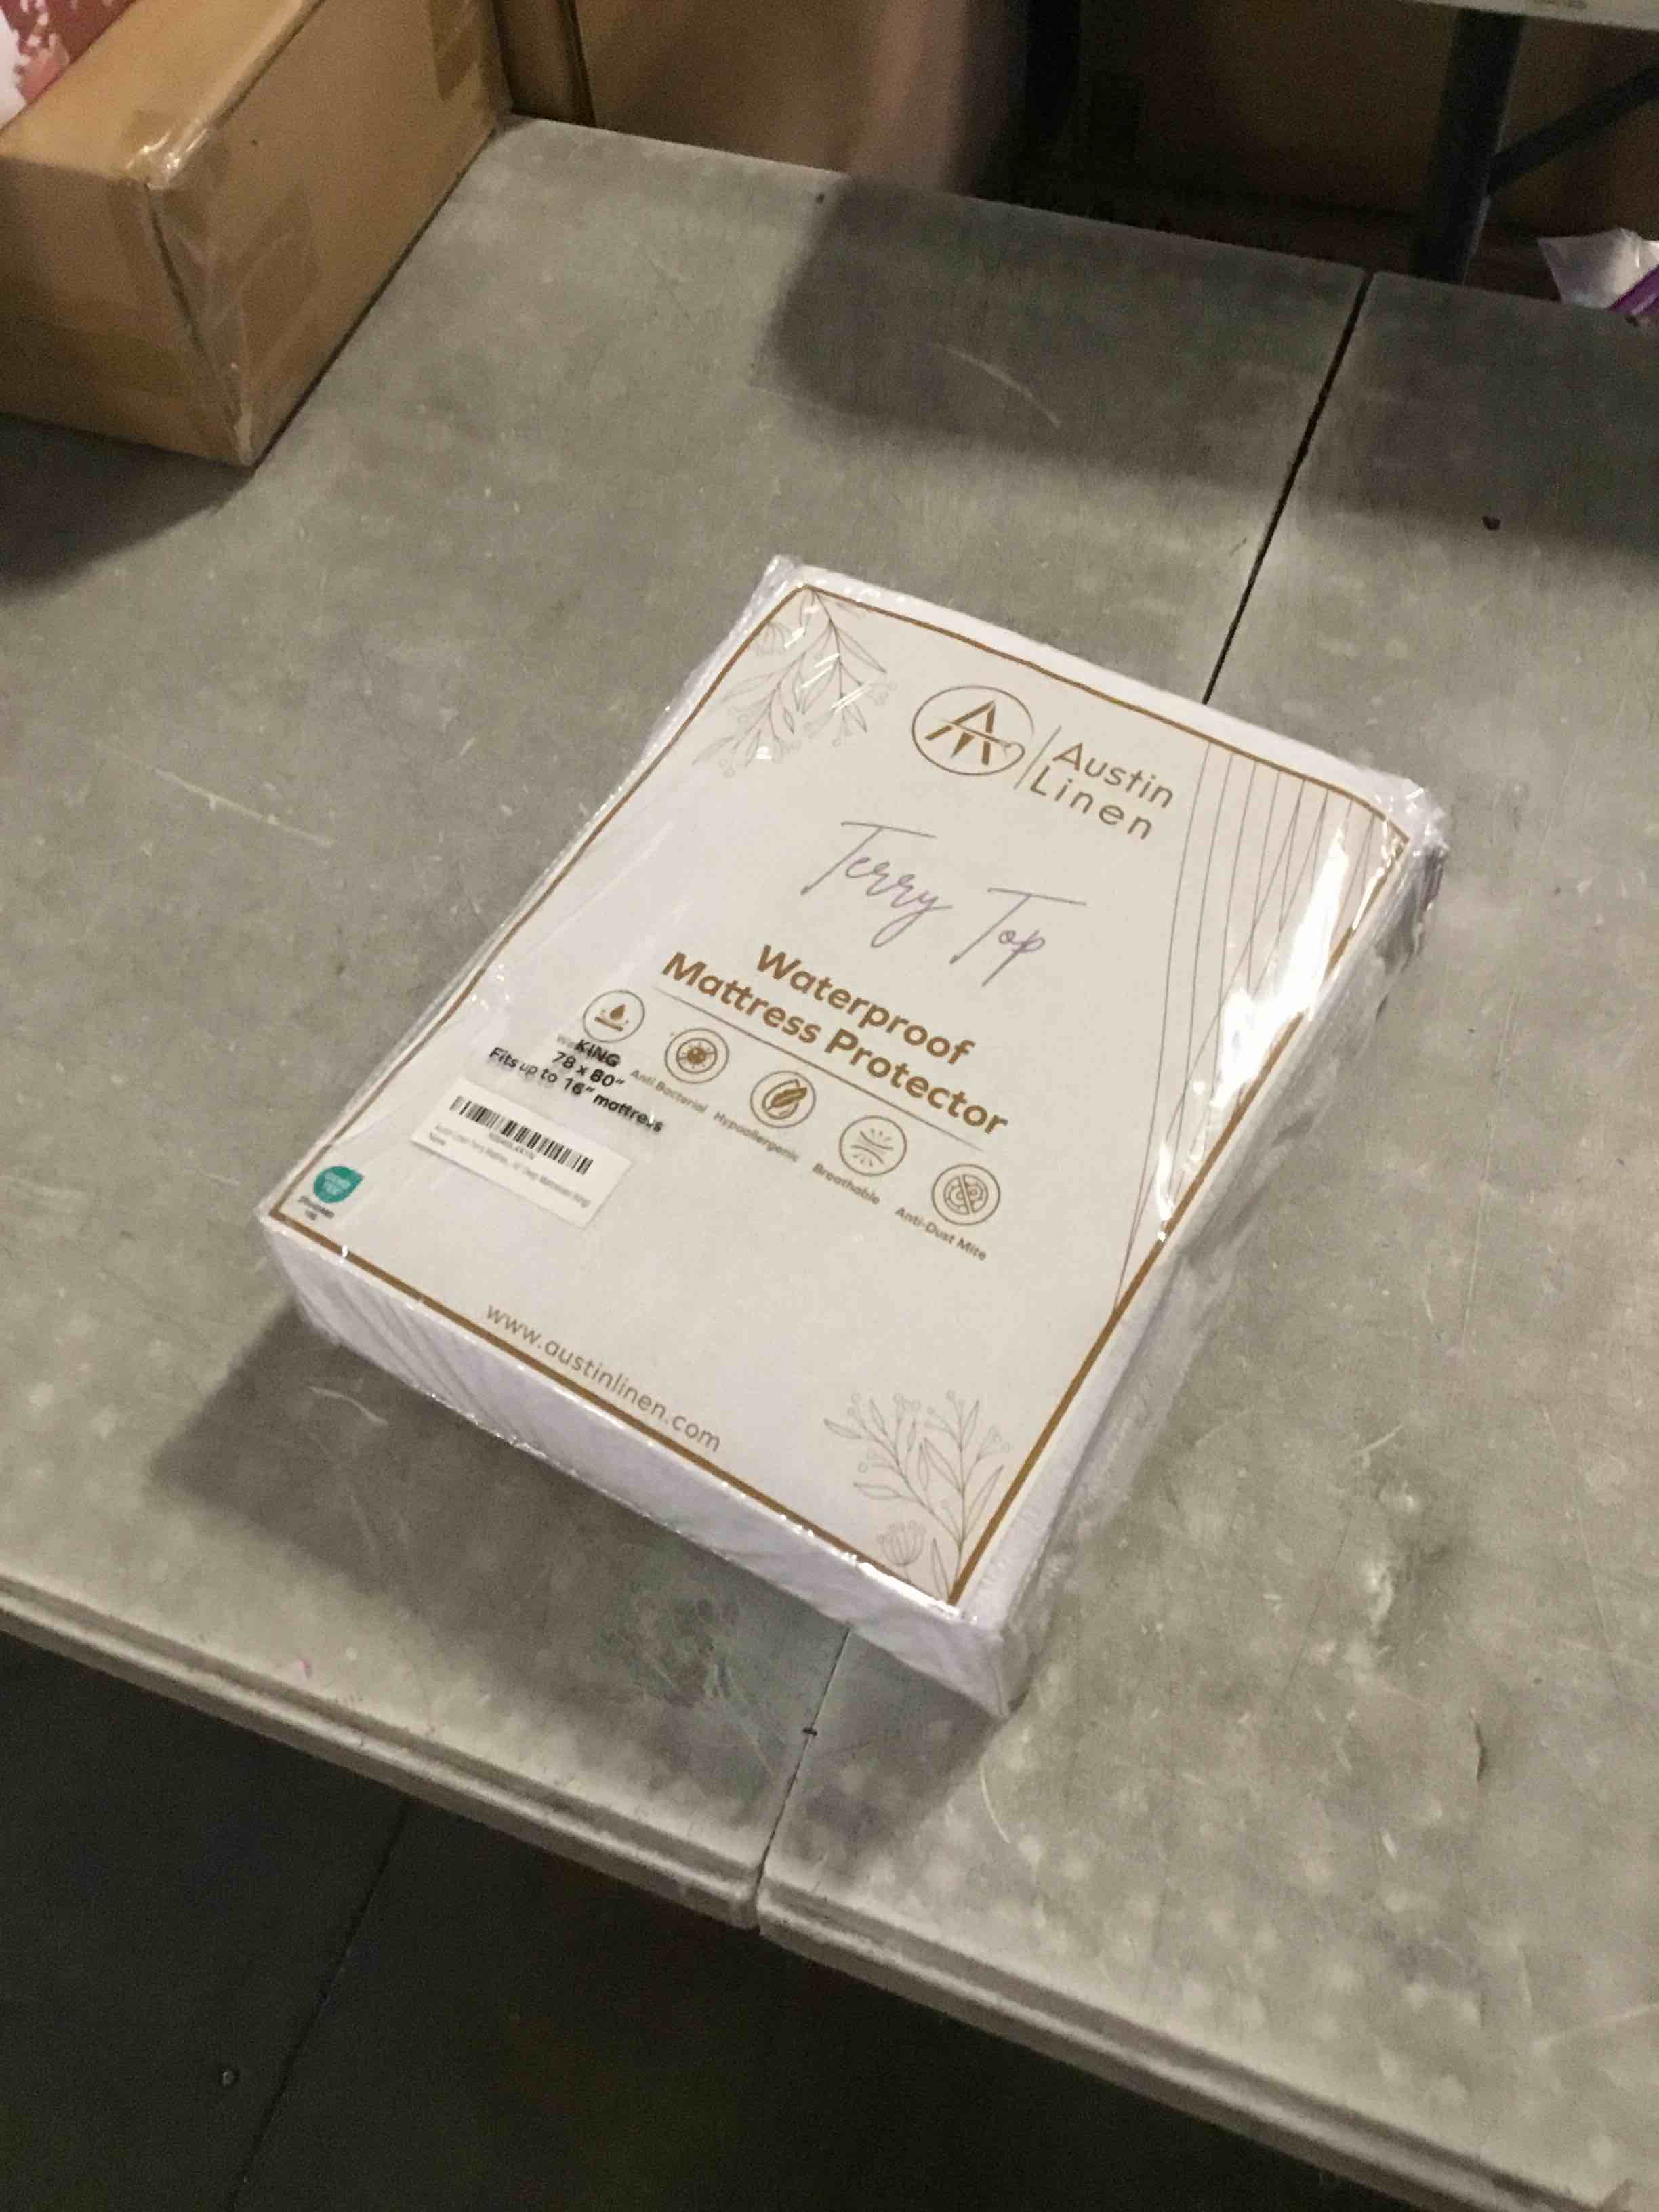 Austin
Linen
Terry Top
Waterproof
Mattress Protector
KING
78 x 80"
Fits up to 16" mattress
Anti Bacterial
Hypoallergenic
Breathable
Anti-Dust Mite
www.austinlinen.com